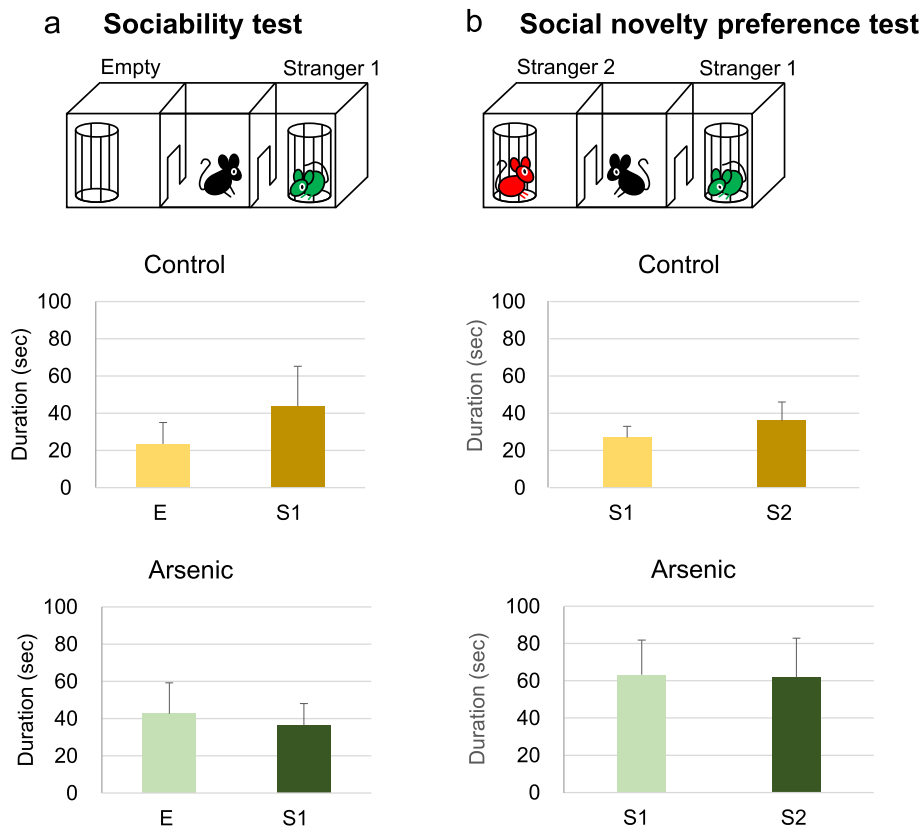 a Sociability test
Empty
Stranger 1
Control
Duration (sec)
100
80
60
40
20
0
E
S1
Arsenic
Duration (sec)
100
80
60
40
20
0
E
S1
b Social novelty preference test
Stranger 2
Stranger 1
Control
Duration (sec)
100
80
60
40
20
0
S1
S2
Arsenic
Duration (sec)
100
80
60
40
20
0
S1
S2